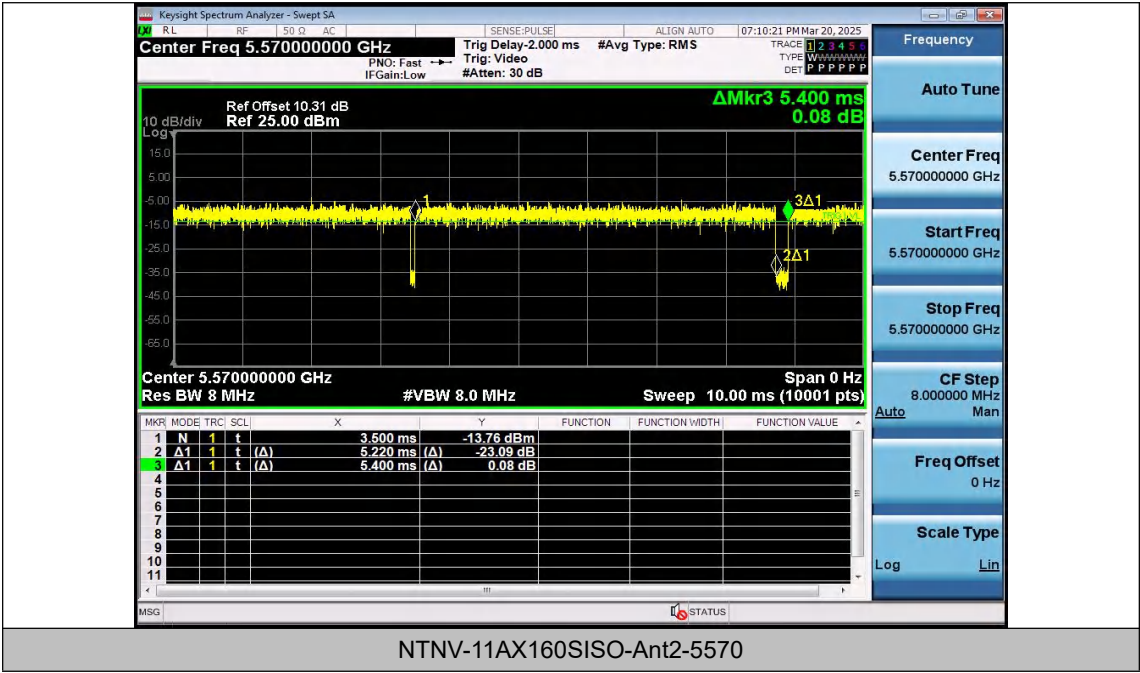 Keysight Spectrum Analyzer - Swept SA
LXI RL RF 50 Ω AC SENSE:PULSE ALIGN AUTO 07:10:21 PM Mar 20, 2025
Center Freq 5.570000000 GHz
PNO: Fast
IFGain:Low
Trig Delay-2.000 ms
Trig: Video
#Atten: 30 dB
#Avg Type: RMS
TRACE 1 2 3 4 5 6
TYPE WWWWWW
DET P P P P P P
Frequency
Auto Tune
Center Freq
5.570000000 GHz
Start Freq
5.570000000 GHz
Stop Freq
5.570000000 GHz
CF Step
8.000000 MHz
Auto Man
Freq Offset
0 Hz
Scale Type
Log Lin
ΔMkr3 5.400 ms
0.08 dB
Ref Offset 10.31 dB
10 dB/div Ref 25.00 dBm
Log
15.0
5.00
-5.00
-15.0
-25.0
-35.0
-45.0
-55.0
-65.0
1
3Δ1
2Δ1
Center 5.570000000 GHz Span 0 Hz
Res BW 8 MHz #VBW 8.0 MHz Sweep 10.00 ms (10001 pts)
MKR MODE TRC SCL X Y FUNCTION FUNCTION WIDTH FUNCTION VALUE
1 N 1 t 3.500 ms -13.76 dBm
2 Δ1 1 t (Δ) 5.220 ms (Δ) -23.09 dB
3 Δ1 1 t (Δ) 5.400 ms (Δ) 0.08 dB
4
5
6
7
8
9
10
11
MSG STATUS
NTNV-11AX160SISO-Ant2-5570